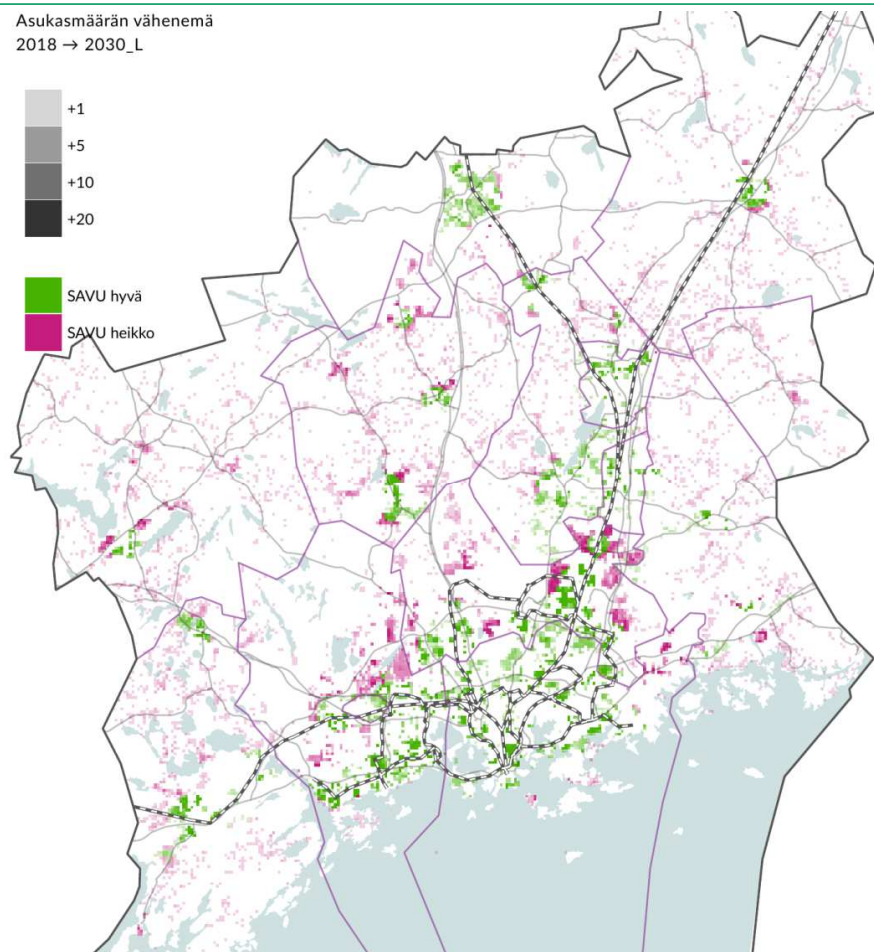 Asukasmäärän vähenemä
2018 → 2030_L
+1
+5
+10
+20
SAVU hyvä
SAVU heikko